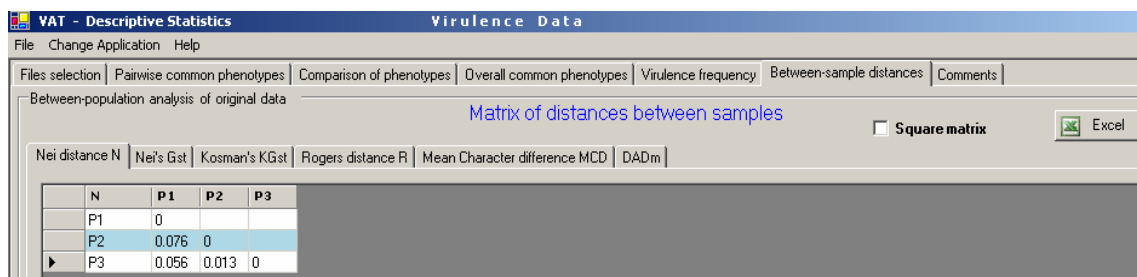 VAT - Descriptive Statistics Virulence Data
File Change Application Help
Files selection Pairwise common phenotypes Comparison of phenotypes Overall common phenotypes Virulence frequency Between-sample distances Comments
Between-population analysis of original data
Matrix of distances between samples
Square matrix Excel
Nei distance N Nei's Gst Kosman's KGst Rogers distance R Mean Character difference MCD DADm
N P1 P2 P3
P1 0
P2 0.076 0
P3 0.056 0.013 0